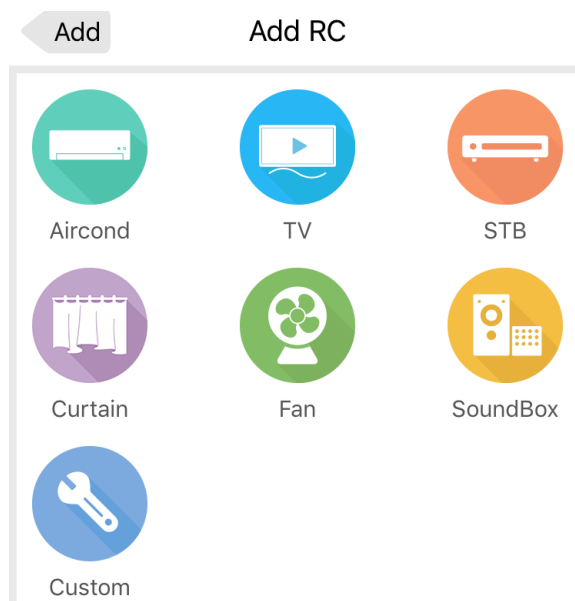 Add
Add RC
Aircond
TV
STB
Curtain
Fan
SoundBox
Custom